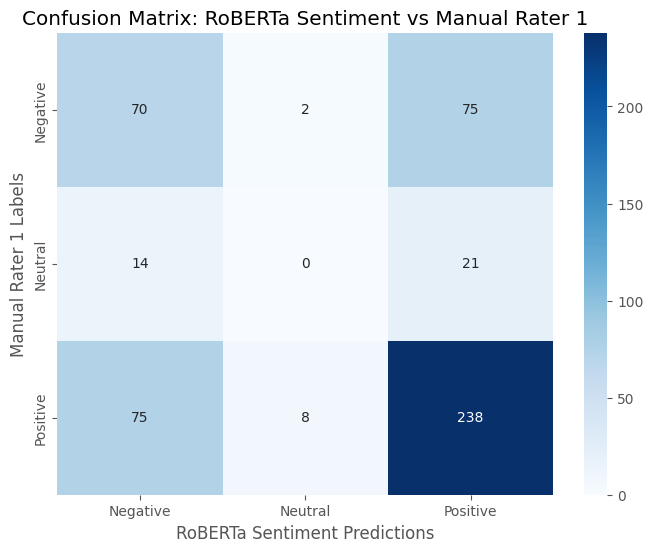 Confusion Matrix: RoBERTa Sentiment vs Manual Rater 1
Manual Rater 1 Labels
Negative
70 2 75
Neutral
14 0 21
Positive
75 8 238
Negative Neutral Positive
RoBERTa Sentiment Predictions
200
150
100
50
0